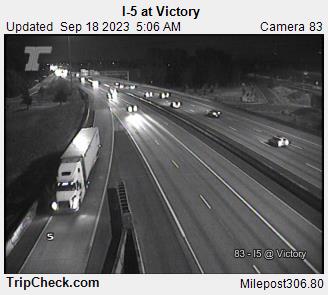 I-5 at Victory
Updated Sep 18 2023 5:06 AM Camera 83
S
83 - I5 @ Victory
TripCheck.com Milepost306.80